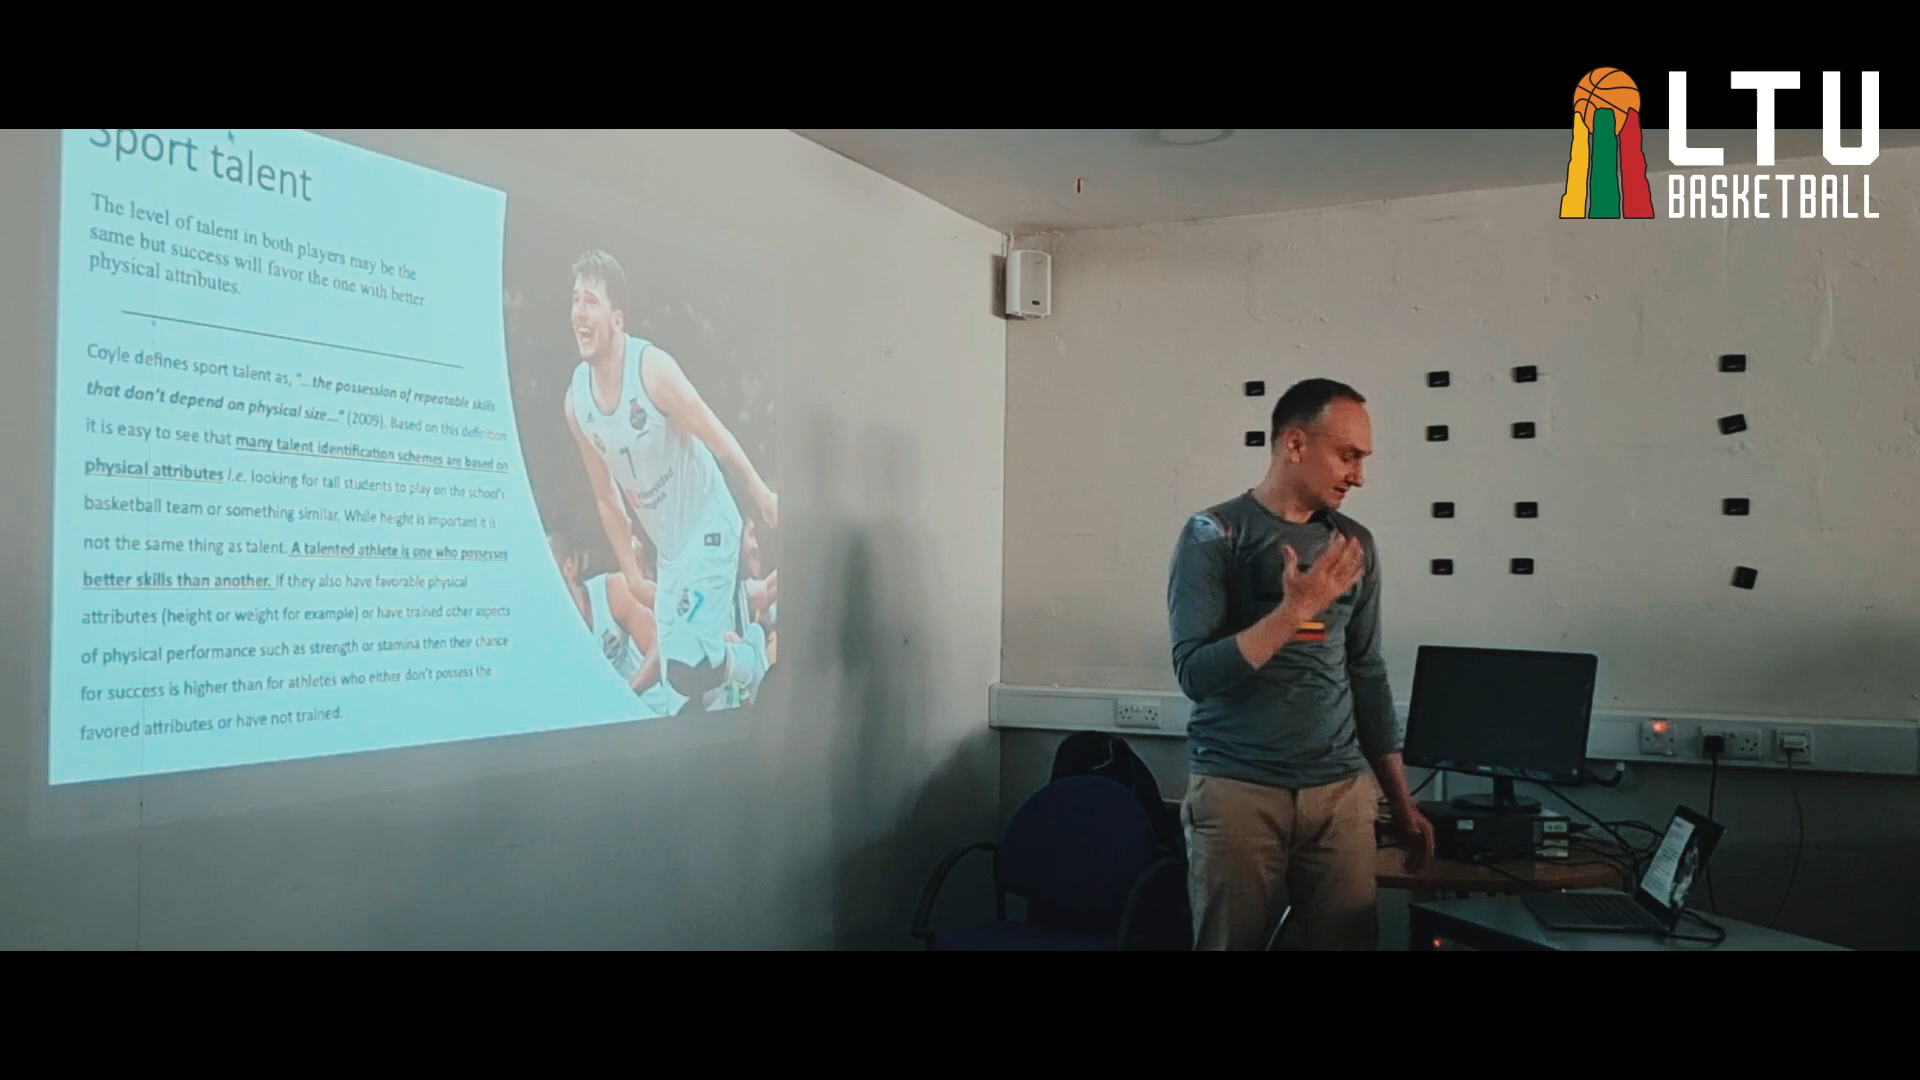 Sport talent
The level of talent in both players may be the
same but success will favor the one with better
physical attributes.
Coyle defines sport talent as, "...the possession of repeatable skills
that don't depend on physical size..." (2009). Based on this definition
it is easy to see that many talent identification schemes are based on
physical attributes i.e. looking for tall students to play on the school's
basketball team or something similar. While height is important it is
not the same thing as talent. A talented athlete is one who possesses
better skills than another. If they also have favorable physical
attributes (height or weight for example) or have trained other aspects
of physical performance such as strength or stamina then their chance
for success is higher than for athletes who either don't possess the
favored attributes or have not trained.
7
7
LTU
BASKETBALL